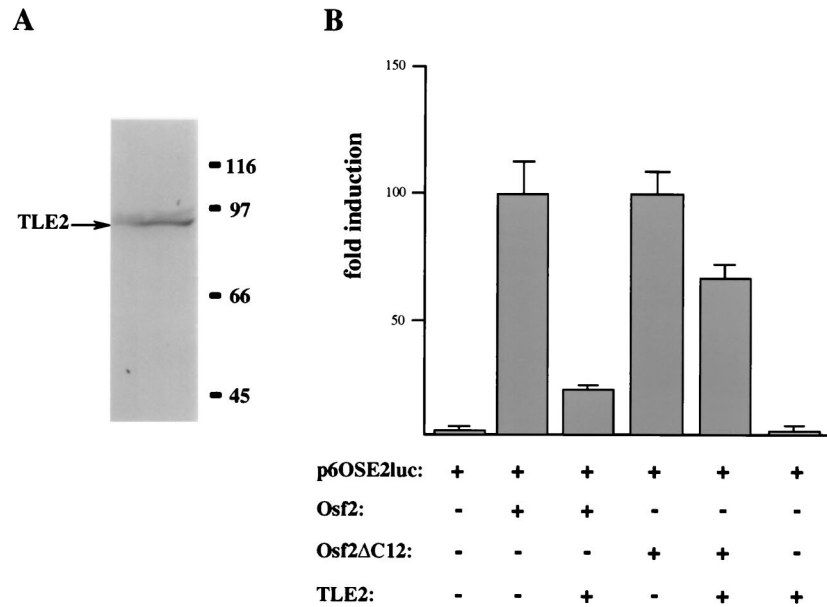 A
B
116
TLE2
97
66
45
fold induction
150
100
50
p6OSE2luc: + + + + + +
Osf2: - + + - - -
Osf2ΔC12: - - - + + -
TLE2: - - + - + +